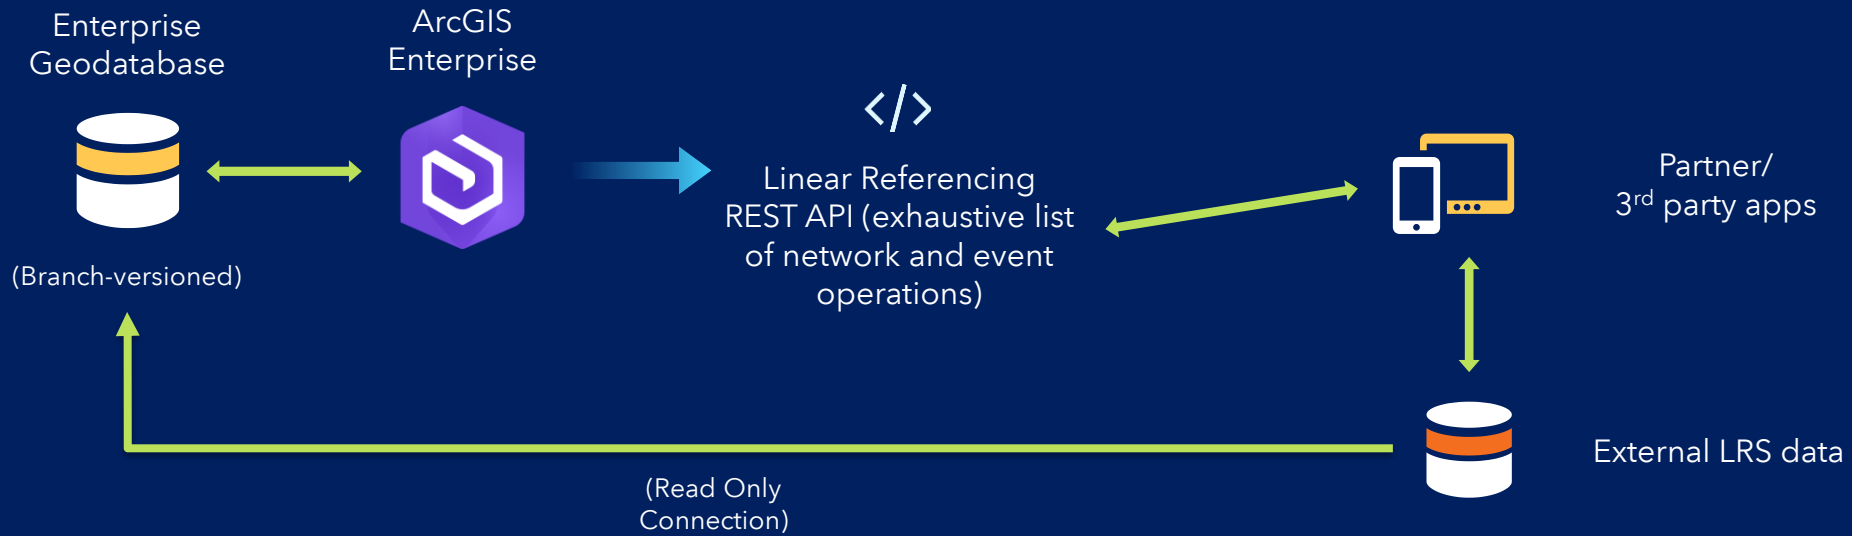 Enterprise
Geodatabase
ArcGIS
Enterprise
</>
Linear Referencing
REST API (exhaustive list
of network and event
operations)
Partner/
3rd party apps
(Branch-versioned)
External LRS data
(Read Only
Connection)